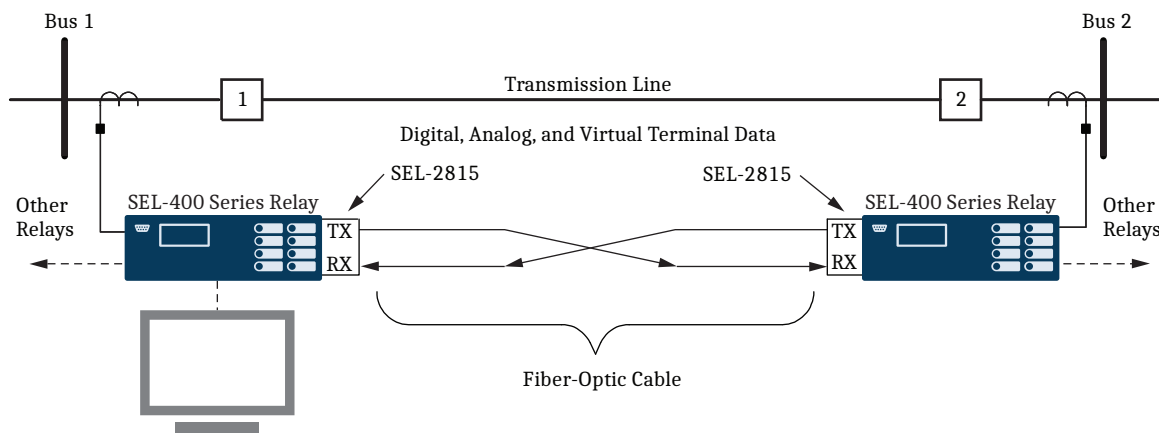 Bus 1
Bus 2
Transmission Line
1
2
Digital, Analog, and Virtual Terminal Data
SEL-2815
SEL-2815
Other
Relays
SEL-400 Series Relay
TX
RX
SEL-400 Series Relay
TX
RX
Other
Relays
Fiber-Optic Cable